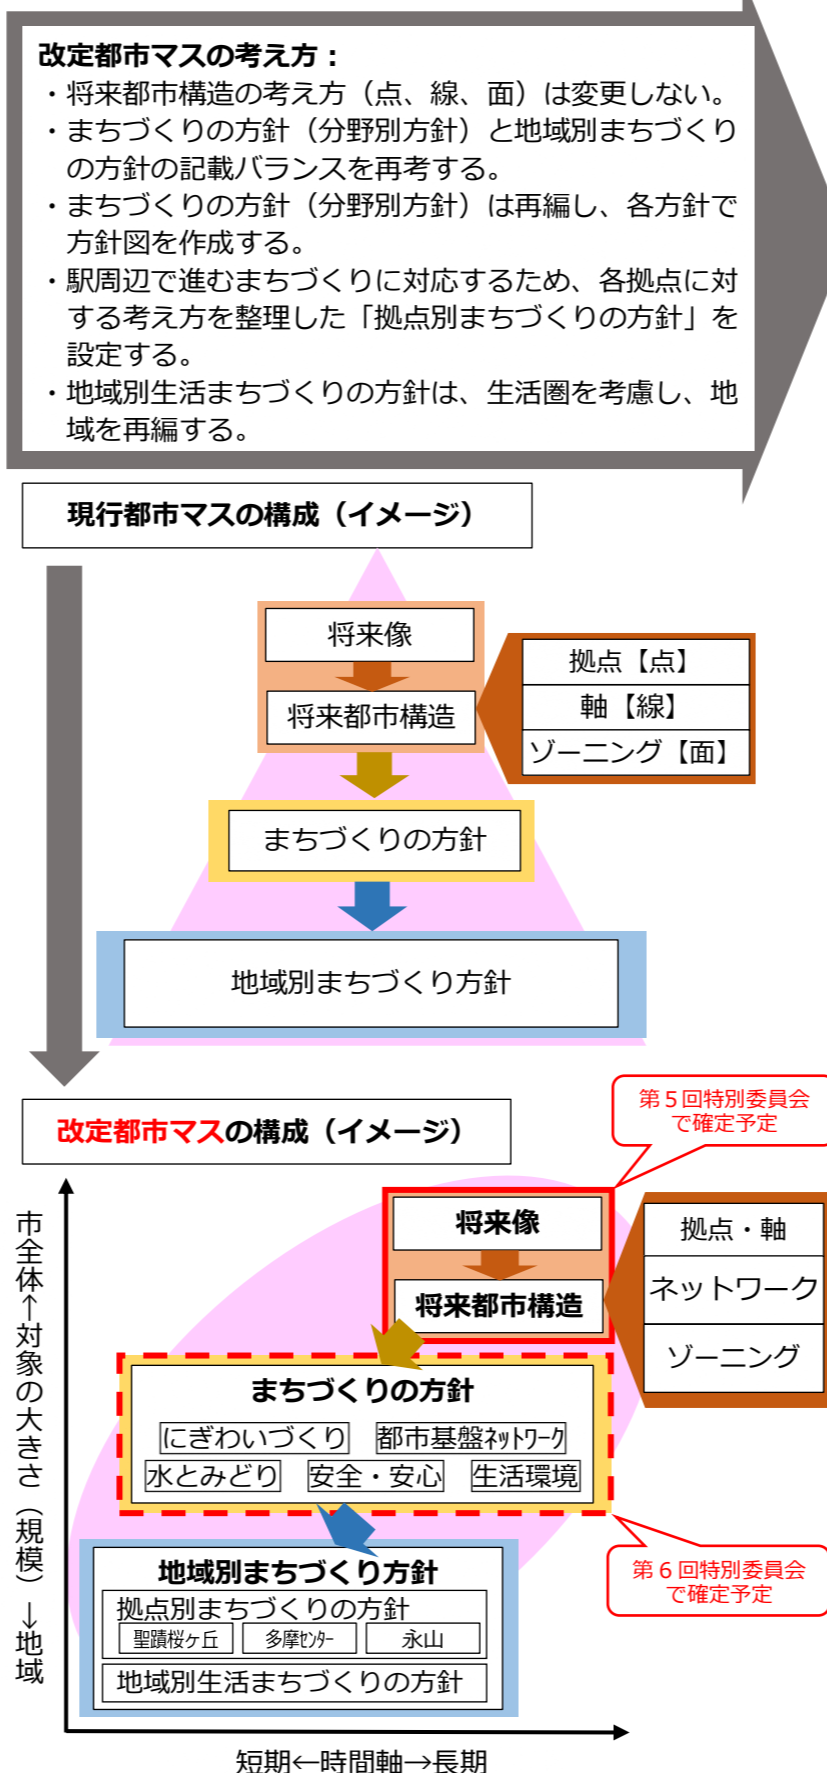 改定都市マスの考え方：
・将来都市構造の考え方（点、線、面）は変更しない。
・まちづくりの方針（分野別方針）と地域別まちづくり
の方針の記載バランスを再考する。
・まちづくりの方針（分野別方針）は再編し、各方針で
方針図を作成する。
・駅周辺で進むまちづくりに対応するため、各拠点に対
する考え方を整理した「拠点別まちづくりの方針」を
設定する。
・地域別生活まちづくりの方針は、生活圏を考慮し、地
域を再編する。
現行都市マスの構成（イメージ）
将来像
将来都市構造
拠点【点】
軸【線】
ゾーニング【面】
まちづくりの方針
地域別まちづくり方針
第５回特別委員会
で確定予定
改定都市マスの構成（イメージ）
市全体←対象の大きさ（規模）→地域
将来像
将来都市構造
拠点・軸
ネットワーク
ゾーニング
まちづくりの方針
にぎわいづくり
都市基盤ﾈｯﾄﾜｰｸ
水とみどり
安全・安心
生活環境
第６回特別委員会
で確定予定
地域別まちづくり方針
拠点別まちづくりの方針
聖蹟桜ヶ丘
多摩ｾﾝﾀｰ
永山
地域別生活まちづくりの方針
短期←時間軸→長期